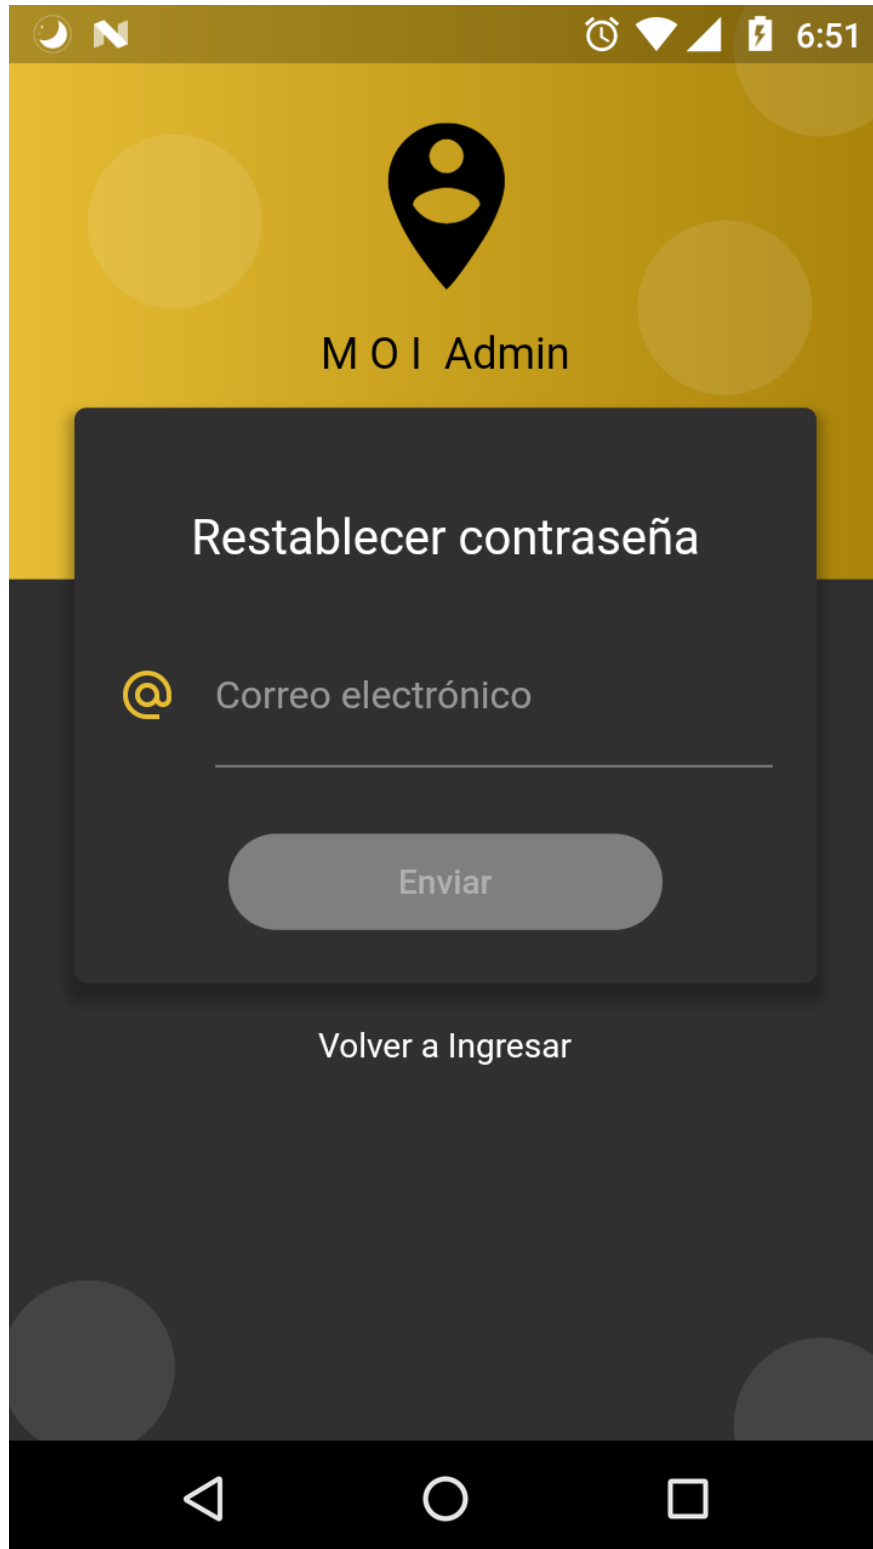 6:51
M O I Admin
Restablecer contraseña
Correo electrónico
Enviar
Volver a Ingresar